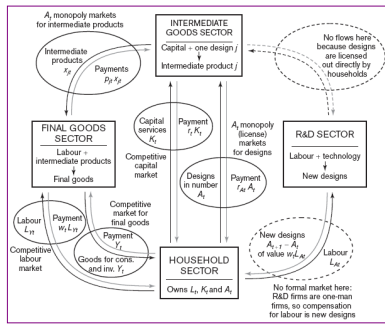 A_t monopoly markets
for intermediate products
INTERMEDIATE
GOODS SECTOR
Capital + one design j
Intermediate product j
Intermediate
products
x_jt
Payments
p_jt x_jt
No flows here
because designs
are licensed
out directly by
households
FINAL GOODS
SECTOR
Labour +
intermediate products
Final goods
Capital
services
K_t
Payment
r_t K_t
Competitive
capital
market
A_t monopoly
(license) markets
for designs
Designs
in number
A_t
Payment
r_At A_t
R&D SECTOR
Labour + technology
New designs
Labour
L_Yt
Payment
w_t L_Yt
Competitive
labour
market
Competitive
market for
final goods
Payment
Y_t
Goods for cons.
and inv. Y_t
HOUSEHOLD
SECTOR
Owns L_t, K_t and A_t
New designs
A_t+1 – A_t
of value w_t L_At
Labour
L_At
No formal market here:
R&D firms are one-man
firms, so compensation
for labour is new designs